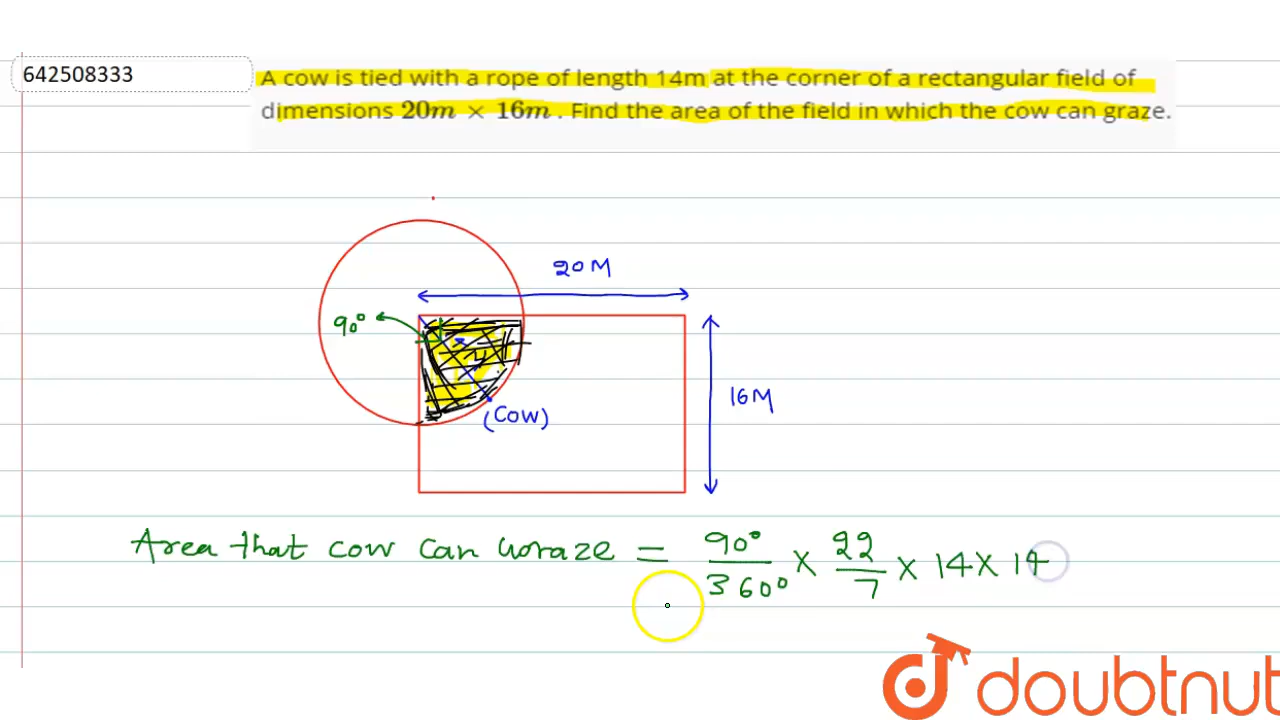 642508333
A cow is tied with a rope of length 14m at the corner of a rectangular field of
dimensions 20m × 16m . Find the area of the field in which the cow can graze.
20M
90°
16M
(Cow)
Area that cow can graze = 90°/360° × 22/7 × 14 × 14
doubtnut